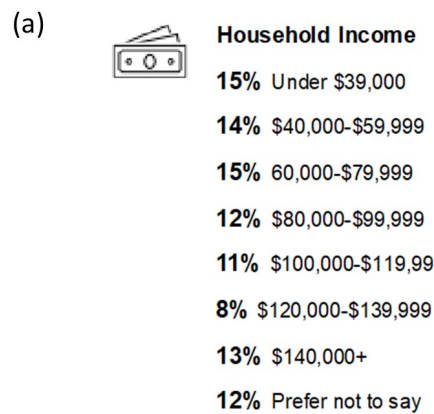 (a)
Household Income
15% Under $39,000
14% $40,000-$59,999
15% 60,000-$79,999
12% $80,000-$99,999
11% $100,000-$119,99
8% $120,000-$139,999
13% $140,000+
12% Prefer not to say